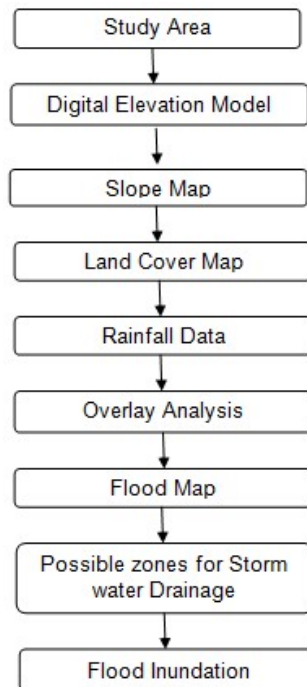 Study Area
Digital Elevation Model
Slope Map
Land Cover Map
Rainfall Data
Overlay Analysis
Flood Map
Possible zones for Storm
water Drainage
Flood Inundation